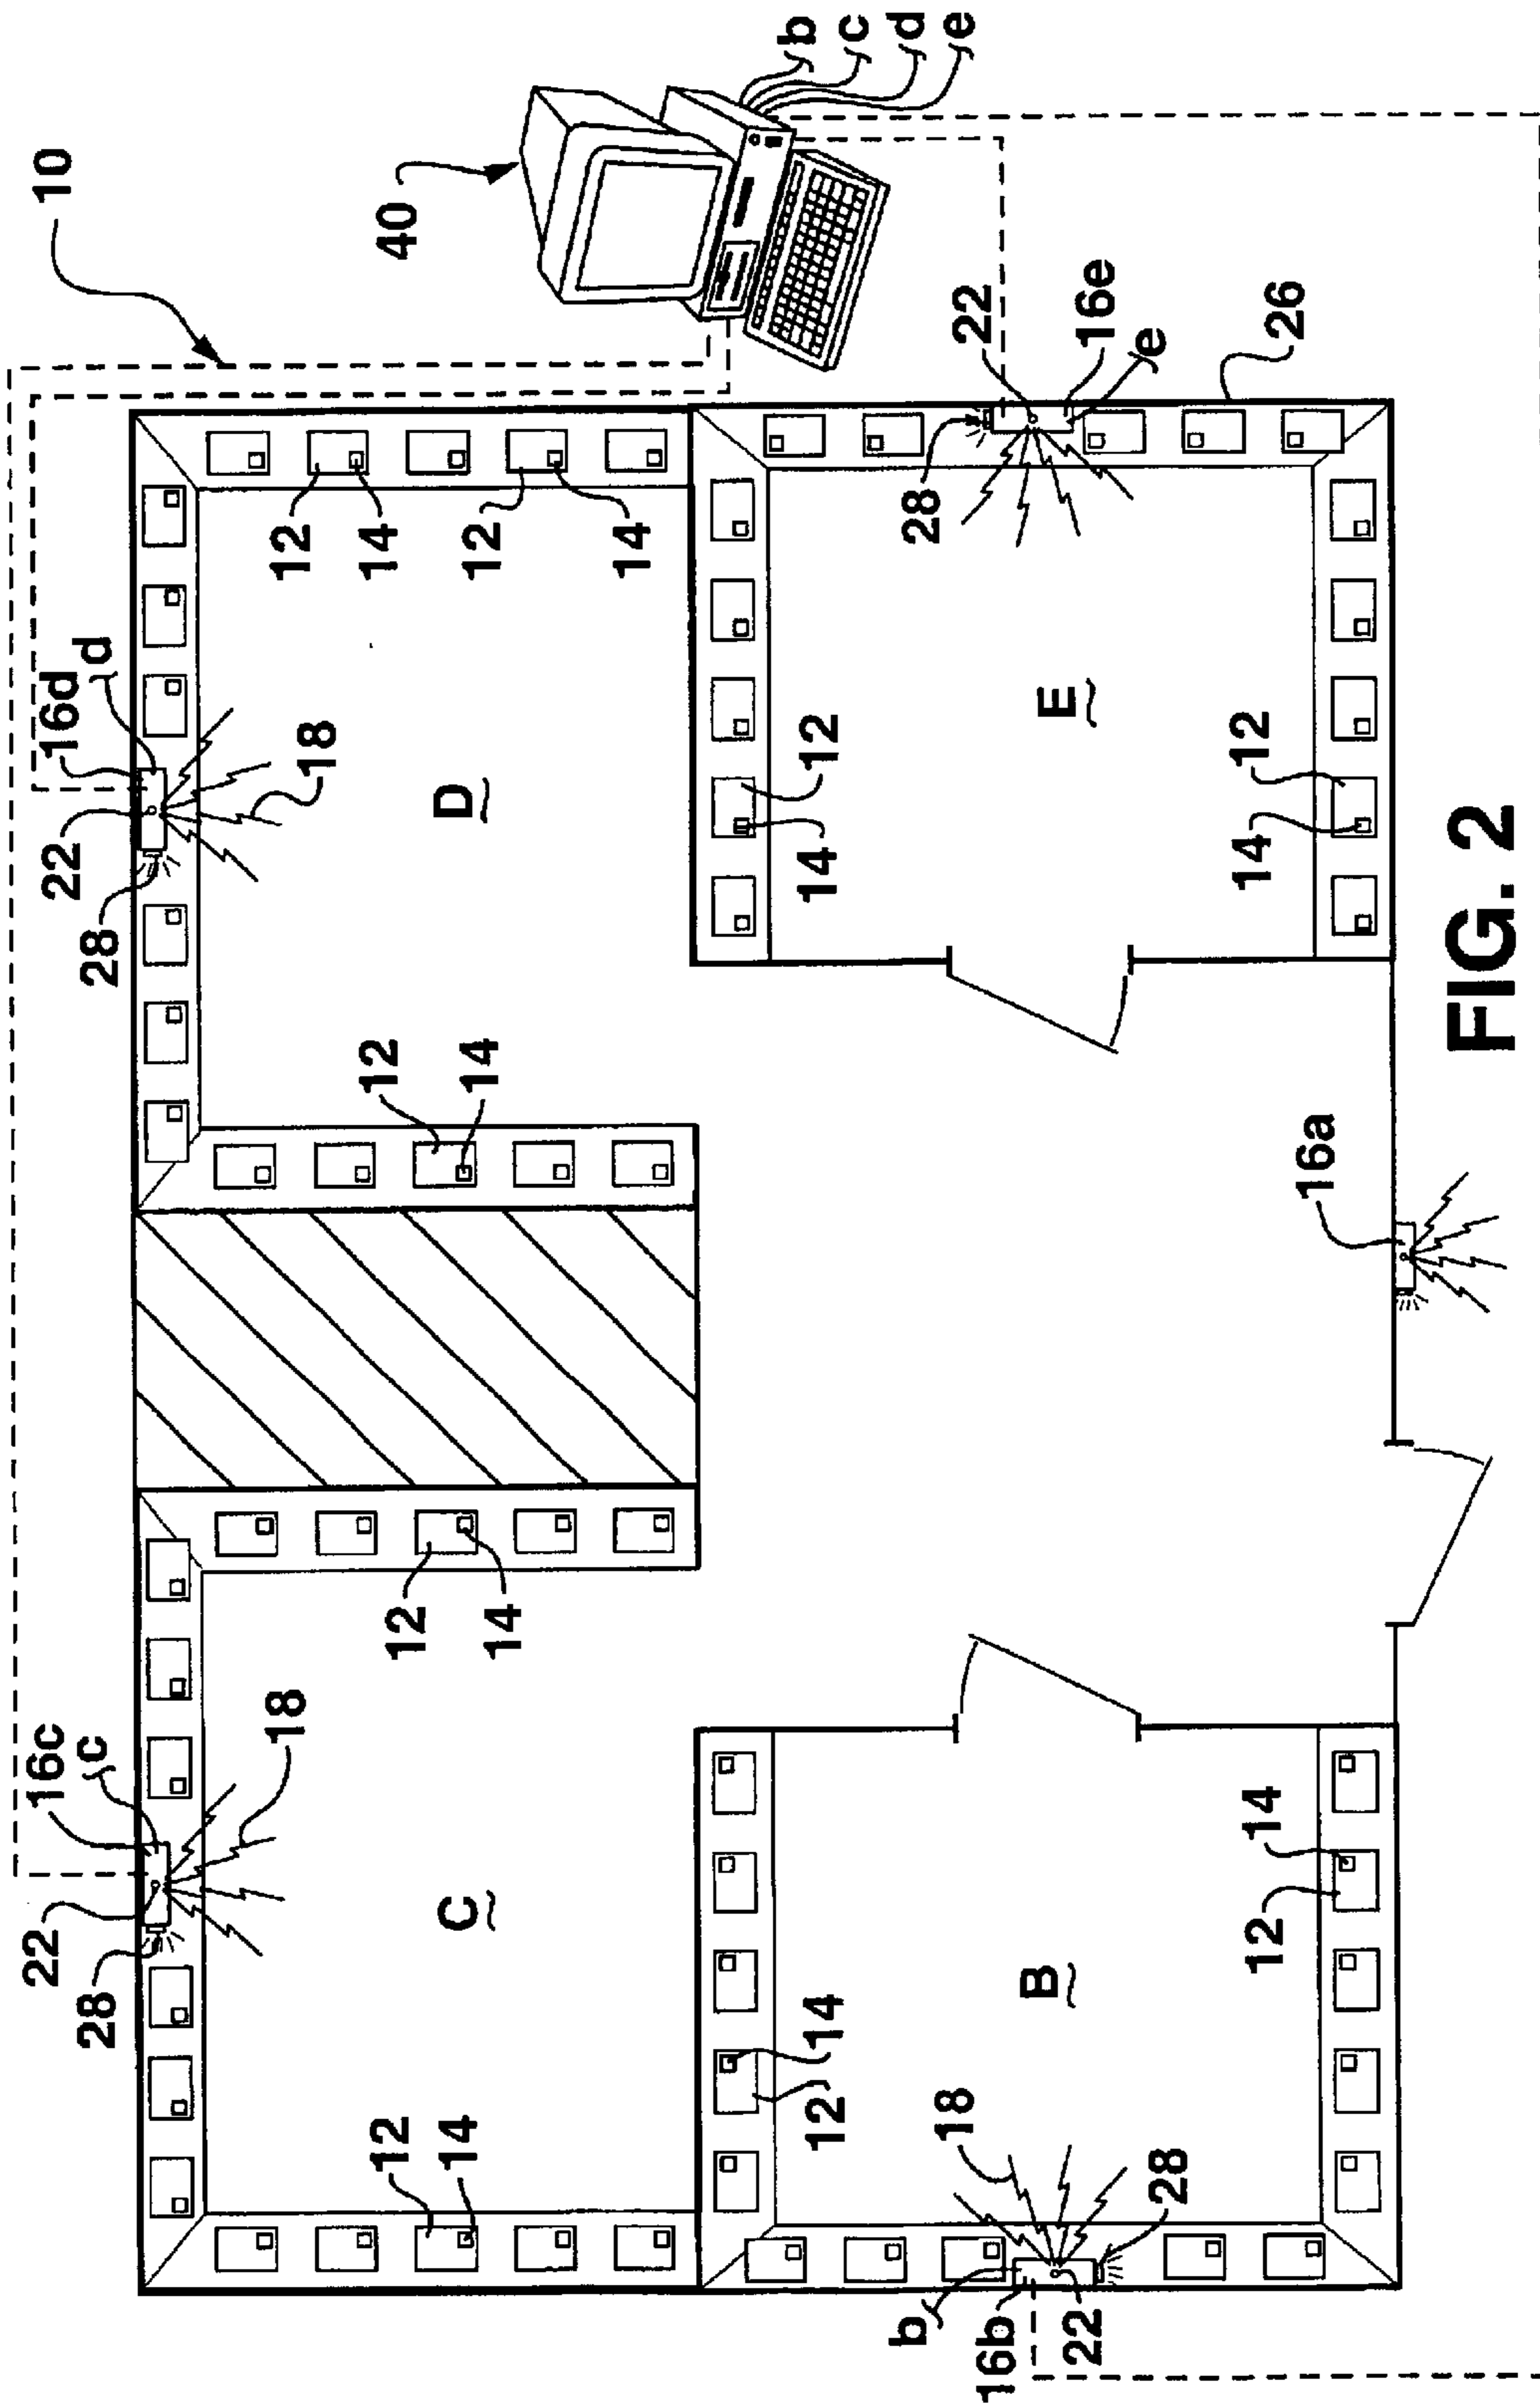 10
22 16c 22 16d
c d
28 28
18 18 12
12 12 12 14 40
14 C 14 D 12
14 14
12 14 14 12 b
c
b 28 d
18 22 e
16b B E 16e
22 28 e
12 14 14 12 26
16a
FIG. 2